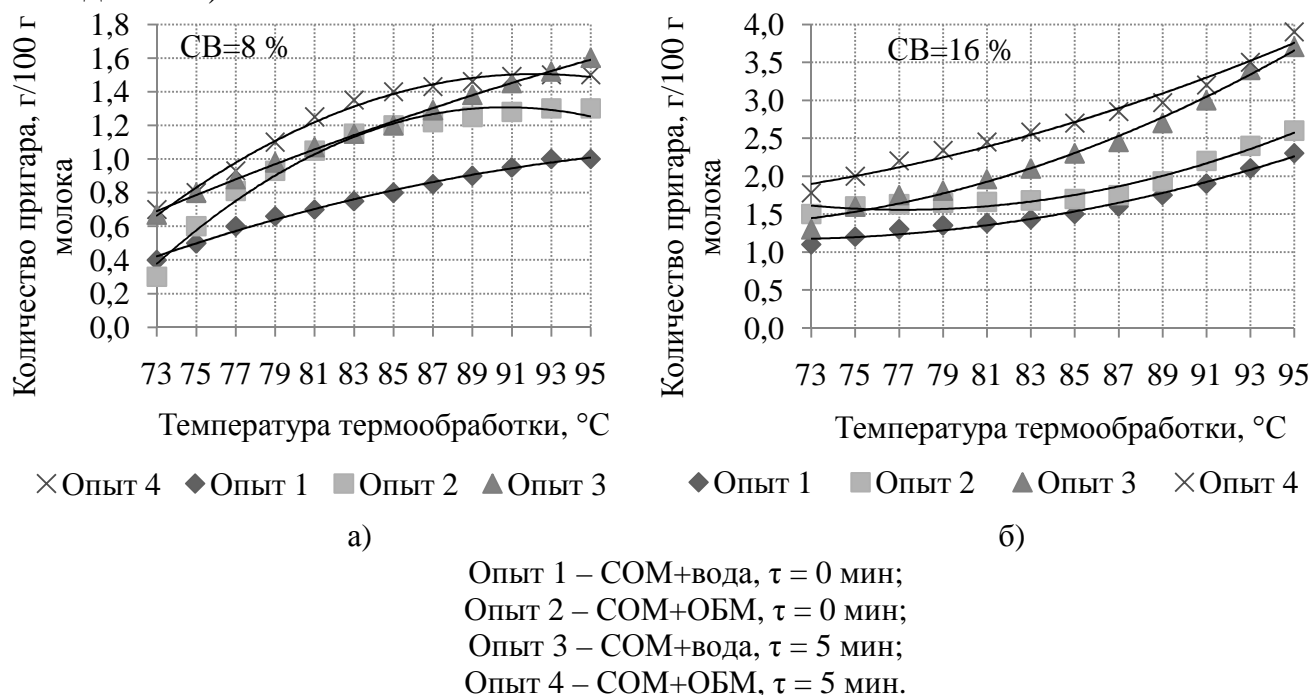 1,8
1,6
1,4
1,2
1,0
0,8
0,6
0,4
0,2
0,0
Количество пригара, г/100 г
молока
СВ=8 %
73 75 77 79 81 83 85 87 89 91 93 95
Температура термообработки, °С
Опыт 4 Опыт 1 Опыт 2 Опыт 3
а)
4,0
3,5
3,0
2,5
2,0
1,5
1,0
0,5
0,0
Количество пригара, г/100 г
молока
СВ=16 %
73 75 77 79 81 83 85 87 89 91 93 95
Температура термообработки, °С
Опыт 1 Опыт 2 Опыт 3 Опыт 4
б)
Опыт 1 – СОМ+вода, τ = 0 мин;
Опыт 2 – СОМ+ОБМ, τ = 0 мин;
Опыт 3 – СОМ+вода, τ = 5 мин;
Опыт 4 – СОМ+ОБМ, τ = 5 мин.